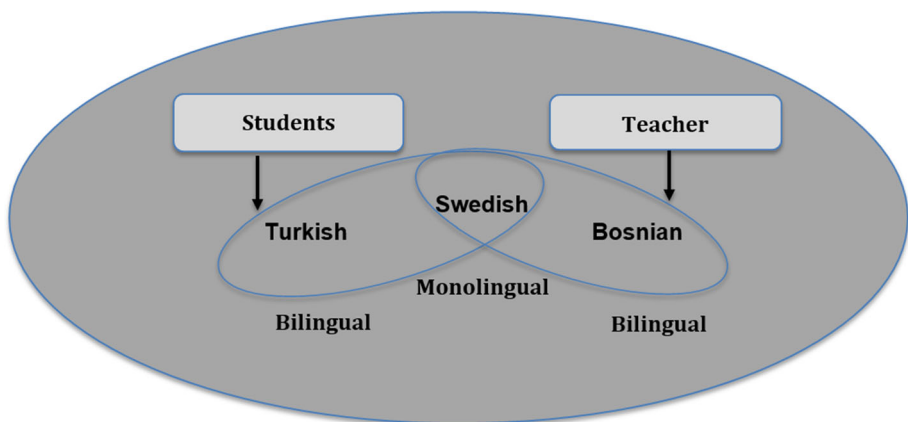 Students
Teacher
Swedish
Turkish
Bosnian
Monolingual
Bilingual
Bilingual